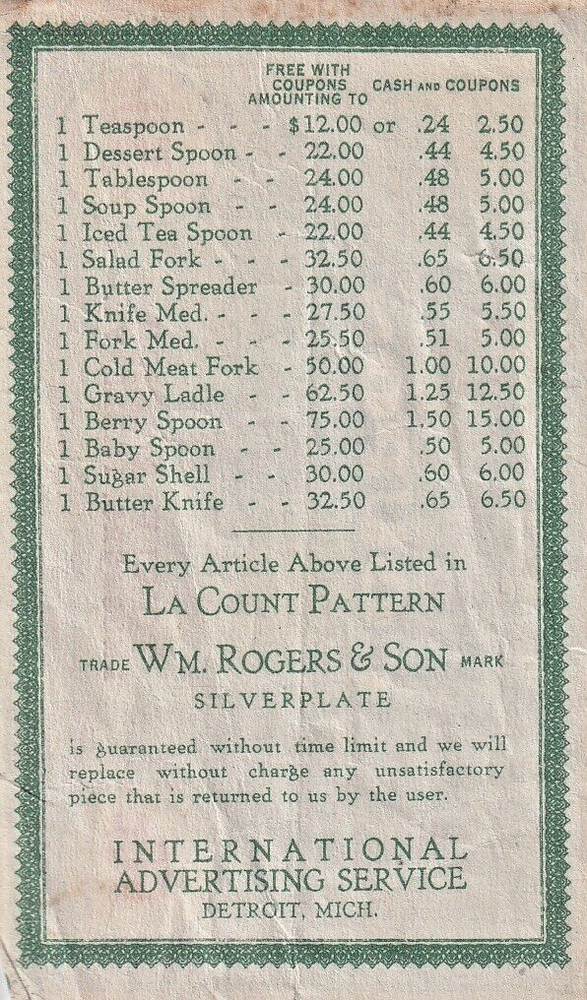 FREE WITH
COUPONS CASH AND COUPONS
AMOUNTING TO
1 Teaspoon - - - $12.00 or .24 2.50
1 Dessert Spoon - - 22.00 .44 4.50
1 Tablespoon - - 24.00 .48 5.00
1 Soup Spoon - - 24.00 .48 5.00
1 Iced Tea Spoon - 22.00 .44 4.50
1 Salad Fork - - - 32.50 .65 6.50
1 Butter Spreader - 30.00 .60 6.00
1 Knife Med. - - - 27.50 .55 5.50
1 Fork Med. - - - 25.50 .51 5.00
1 Cold Meat Fork - 50.00 1.00 10.00
1 Gravy Ladle - - 62.50 1.25 12.50
1 Berry Spoon - - 75.00 1.50 15.00
1 Baby Spoon - - 25.00 .50 5.00
1 Sugar Shell - - 30.00 .60 6.00
1 Butter Knife - - 32.50 .65 6.50
Every Article Above Listed in
LA COUNT PATTERN
TRADE WM. ROGERS & SON MARK
SILVERPLATE
is guaranteed without time limit and we will
replace without charge any unsatisfactory
piece that is returned to us by the user.
INTERNATIONAL
ADVERTISING SERVICE
DETROIT, MICH.